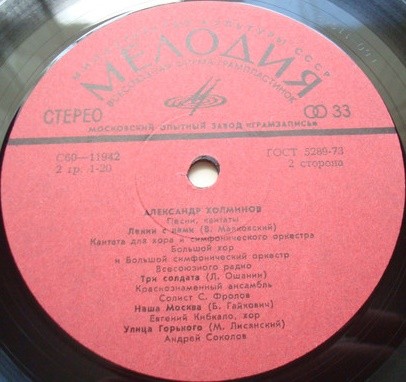 МИНИСТЕРСТВО КУЛЬТУРЫ СССР
МЕЛОДИЯ
ВСЕСОЮЗНАЯ ФИРМА ГРАМПЛАСТИНОК
СТЕРЕО
33
МОСКОВСКИЙ ОПЫТНЫЙ ЗАВОД «ГРАМЗАПИСЬ»
С60—11942
2 гр. 1-20
ГОСТ 5289-73
2 сторона
АЛЕКСАНДР ХОЛМИНОВ
Песни, кантаты
Ленин с нами (В. Маяковский)
Кантата для хора и симфонического оркестра
Большой хор
и Большой симфонический оркестр
Всесоюзного радио
Три солдата (Л. Ошанин)
Краснознаменный ансамбль
Солист С. Фролов
Наша Москва (Б. Гайкович)
Евгений Кибкало, хор
Улица Горького (М. Лисянский)
Андрей Соколов